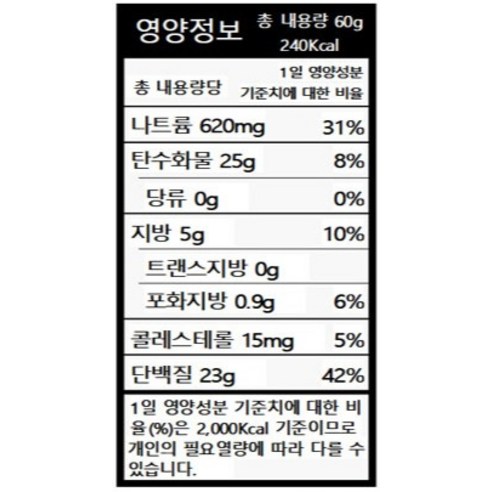 영양정보 총 내용량 60g
240Kcal
총 내용량당 1일 영양성분
기준치에 대한 비율
나트륨 620mg 31%
탄수화물 25g 8%
당류 0g 0%
지방 5g 10%
트랜스지방 0g
포화지방 0.9g 6%
콜레스테롤 15mg 5%
단백질 23g 42%
1일 영양성분 기준치에 대한 비
율(%)은 2,000Kcal 기준이므로
개인의 필요열량에 따라 다를 수
있습니다.